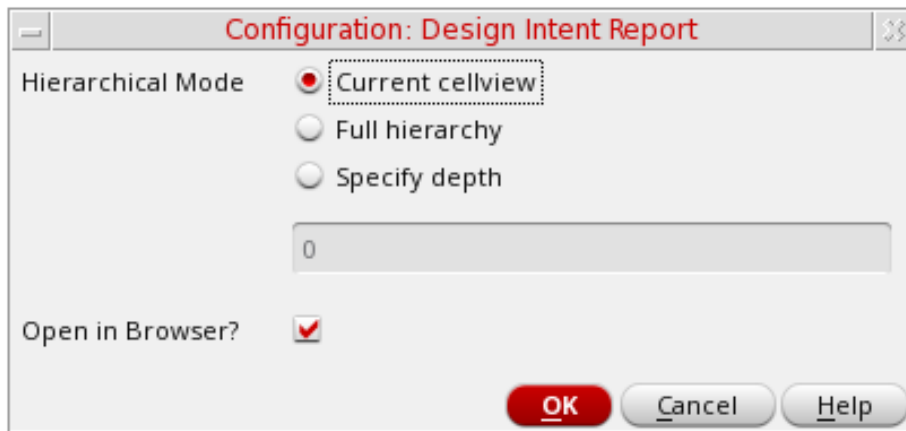 Configuration: Design Intent Report
Hierarchical Mode Current cellview
Full hierarchy
Specify depth
0
Open in Browser?
OK Cancel Help